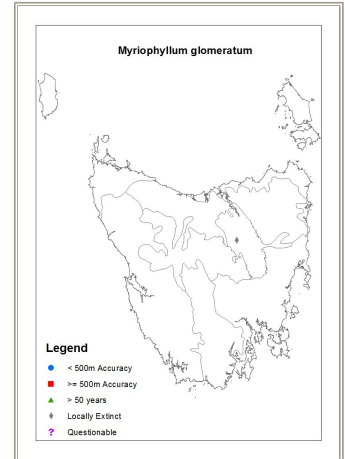 Myriophyllum glomeratum
Legend
< 500m Accuracy
>= 500m Accuracy
> 50 years
Locally Extinct
? Questionable